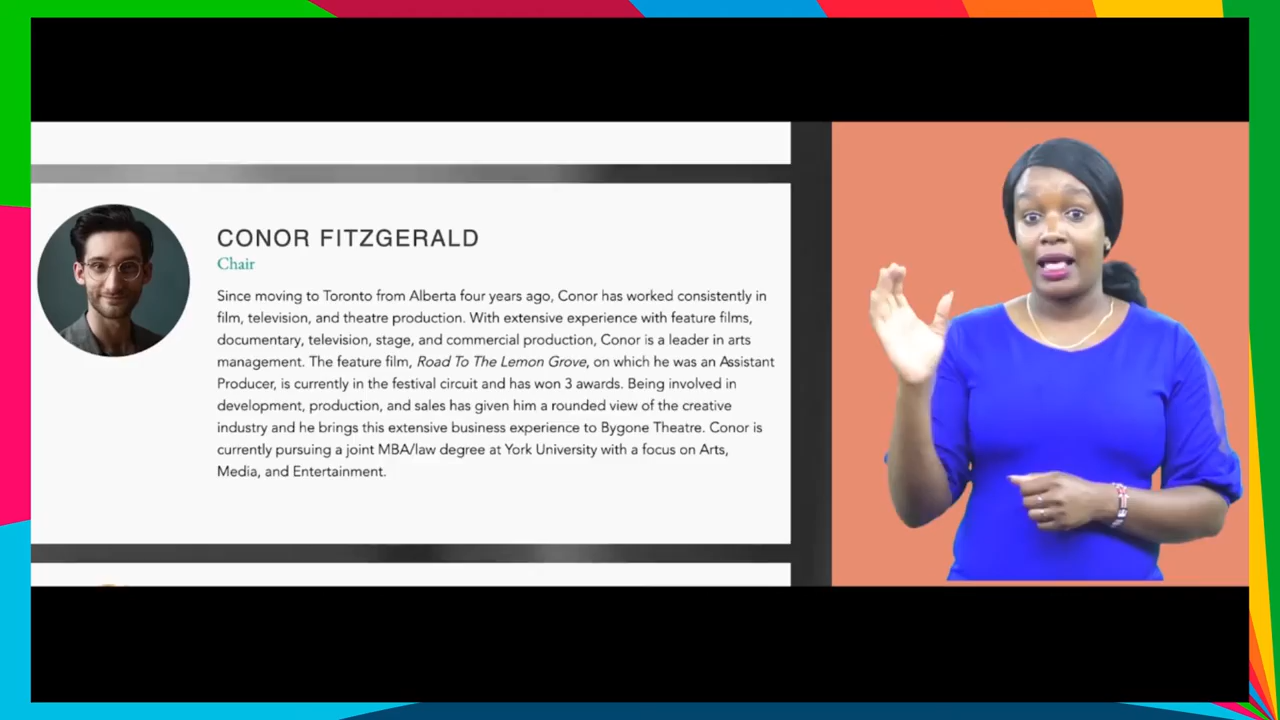 CONOR FITZGERALD
Chair
Since moving to Toronto from Alberta four years ago, Conor has worked consistently in
film, television, and theatre production. With extensive experience with feature films,
documentary, television, stage, and commercial production, Conor is a leader in arts
management. The feature film, Road To The Lemon Grove, on which he was an Assistant
Producer, is currently in the festival circuit and has won 3 awards. Being involved in
development, production, and sales has given him a rounded view of the creative
industry and he brings this extensive business experience to Bygone Theatre. Conor is
currently pursuing a joint MBA/law degree at York University with a focus on Arts,
Media, and Entertainment.